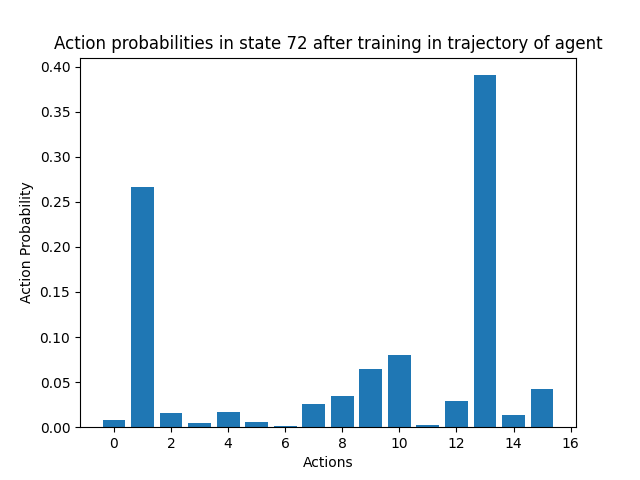 Action probabilities in state 72 after training in trajectory of agent
0.40
0.35
0.30
0.25
0.20
0.15
0.10
0.05
0.00
Action Probability
0 2 4 6 8 10 12 14 16
Actions